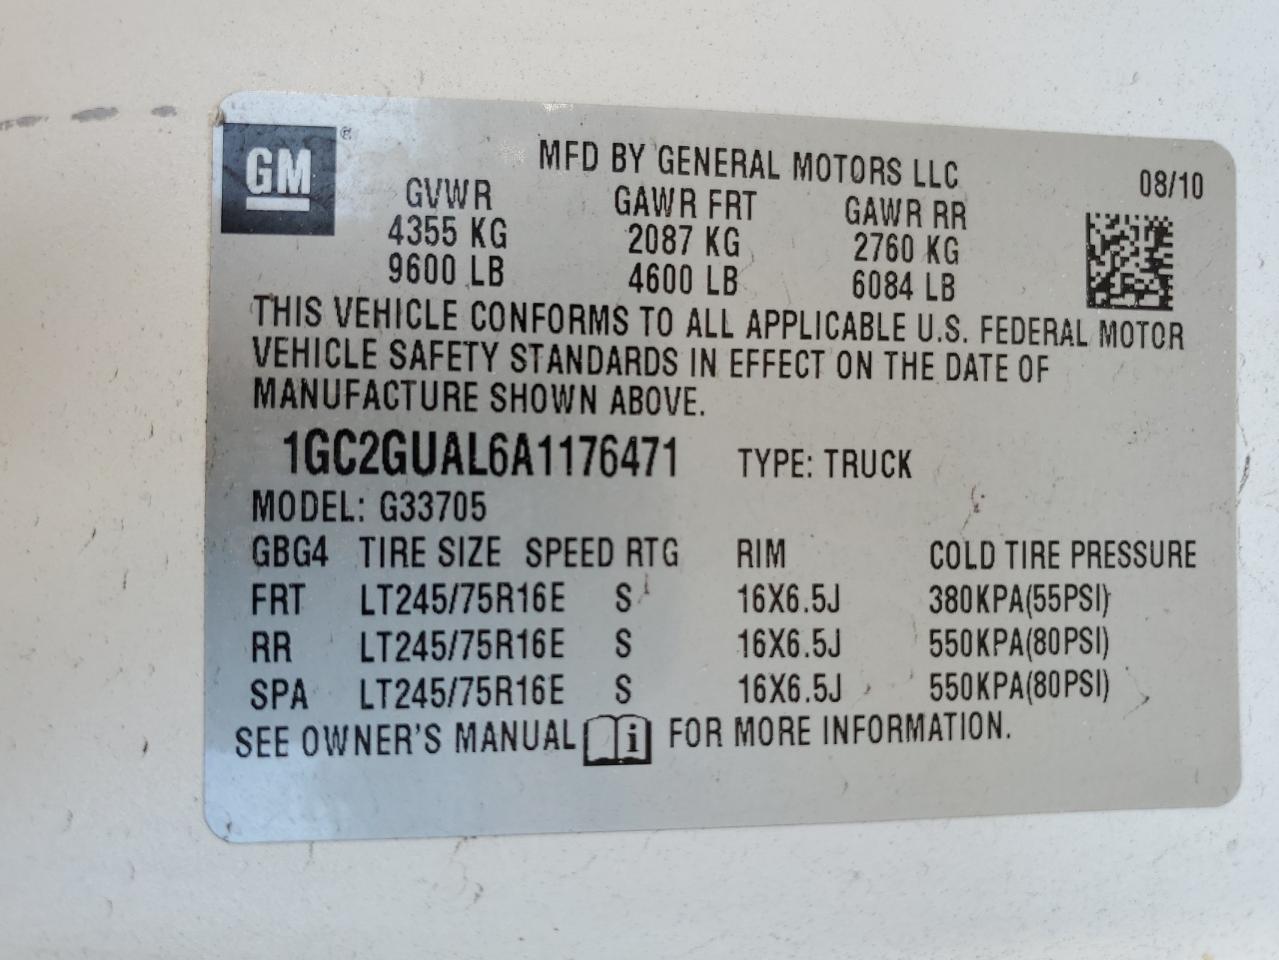 GM®
MFD BY GENERAL MOTORS LLC
08/10
GVWR GAWR FRT GAWR RR
4355 KG 2087 KG 2760 KG
9600 LB 4600 LB 6084 LB
THIS VEHICLE CONFORMS TO ALL APPLICABLE U.S. FEDERAL MOTOR
VEHICLE SAFETY STANDARDS IN EFFECT ON THE DATE OF
MANUFACTURE SHOWN ABOVE.
1GC2GUAL6A1176471 TYPE: TRUCK
MODEL: G33705
GBG4 TIRE SIZE SPEED RTG RIM COLD TIRE PRESSURE
FRT LT245/75R16E S 16X6.5J 380KPA(55PSI)
RR LT245/75R16E S 16X6.5J 550KPA(80PSI)
SPA LT245/75R16E S 16X6.5J 550KPA(80PSI)
SEE OWNER'S MANUAL i FOR MORE INFORMATION.